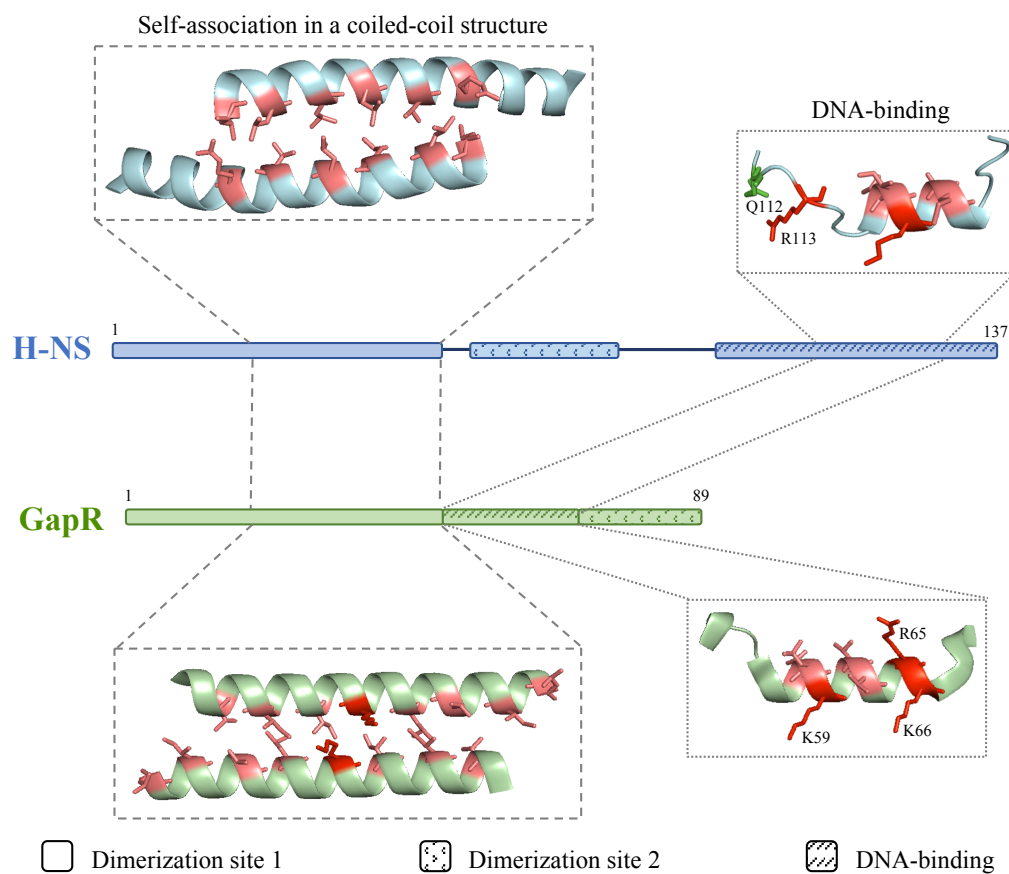 Self-association in a coiled-coil structure
DNA-binding
Q112
R113
1
137
H-NS
1
89
GapR
R65
K59
K66
Dimerization site 1
Dimerization site 2
DNA-binding